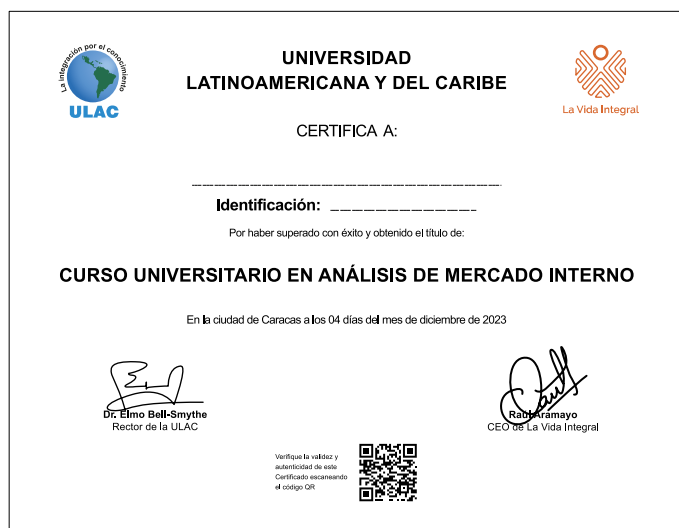 La integración por el conocimiento
ULAC
UNIVERSIDAD
LATINOAMERICANA Y DEL CARIBE
La Vida Integral
CERTIFICA A:
Identificación:
Por haber superado con éxito y obtenido el título de:
CURSO UNIVERSITARIO EN ANÁLISIS DE MERCADO INTERNO
En la ciudad de Caracas a los 04 días del mes de diciembre de 2023
Dr. Elmo Bell-Smythe
Rector de la ULAC
Raúl Aramayo
CEO de La Vida Integral
Verifique la validez y
autenticidad de este
Certificado escaneando
el código QR